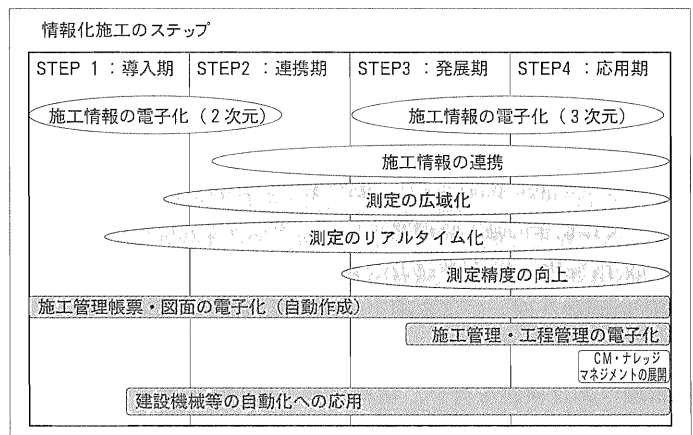 情報化施工のステップ
STEP 1 ：導入期 STEP2 ：連携期 STEP3 ：発展期 STEP4 ：応用期
施工情報の電子化（2次元） 施工情報の電子化（3次元）
施工情報の連携
測定の広域化
測定のリアルタイム化
測定精度の向上
施工管理帳票・図面の電子化（自動作成）
施工管理・工程管理の電子化
CM・ナレッジ
マネジメントの展開
建設機械等の自動化への応用